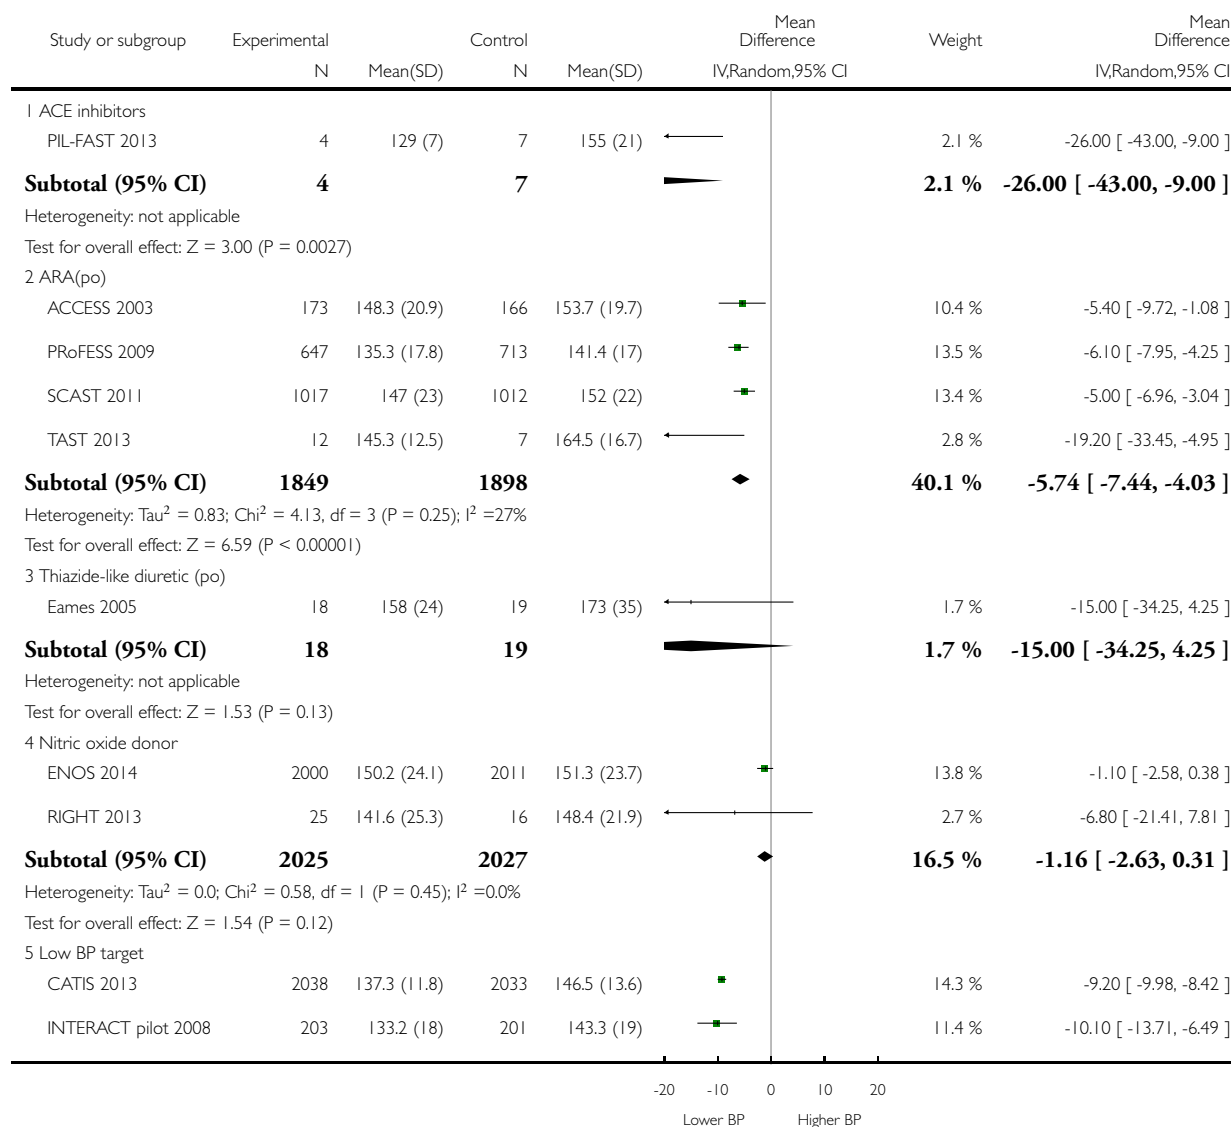 Study or subgroup Experimental Control Mean Difference Weight Mean Difference
N Mean(SD) N Mean(SD) IV,Random,95% CI IV,Random,95% CI
1 ACE inhibitors
PIL-FAST 2013 4 129 (7) 7 155 (21) 2.1 % -26.00 [ -43.00, -9.00 ]
Subtotal (95% CI) 4 7 2.1 % -26.00 [ -43.00, -9.00 ]
Heterogeneity: not applicable
Test for overall effect: Z = 3.00 (P = 0.0027)
2 ARA(po)
ACCESS 2003 173 148.3 (20.9) 166 153.7 (19.7) 10.4 % -5.40 [ -9.72, -1.08 ]
PRoFESS 2009 647 135.3 (17.8) 713 141.4 (17) 13.5 % -6.10 [ -7.95, -4.25 ]
SCAST 2011 1017 147 (23) 1012 152 (22) 13.4 % -5.00 [ -6.96, -3.04 ]
TAST 2013 12 145.3 (12.5) 7 164.5 (16.7) 2.8 % -19.20 [ -33.45, -4.95 ]
Subtotal (95% CI) 1849 1898 40.1 % -5.74 [ -7.44, -4.03 ]
Heterogeneity: Tau² = 0.83; Chi² = 4.13, df = 3 (P = 0.25); I² =27%
Test for overall effect: Z = 6.59 (P < 0.00001)
3 Thiazide-like diuretic (po)
Eames 2005 18 158 (24) 19 173 (35) 1.7 % -15.00 [ -34.25, 4.25 ]
Subtotal (95% CI) 18 19 1.7 % -15.00 [ -34.25, 4.25 ]
Heterogeneity: not applicable
Test for overall effect: Z = 1.53 (P = 0.13)
4 Nitric oxide donor
ENOS 2014 2000 150.2 (24.1) 2011 151.3 (23.7) 13.8 % -1.10 [ -2.58, 0.38 ]
RIGHT 2013 25 141.6 (25.3) 16 148.4 (21.9) 2.7 % -6.80 [ -21.41, 7.81 ]
Subtotal (95% CI) 2025 2027 16.5 % -1.16 [ -2.63, 0.31 ]
Heterogeneity: Tau² = 0.0; Chi² = 0.58, df = 1 (P = 0.45); I² =0.0%
Test for overall effect: Z = 1.54 (P = 0.12)
5 Low BP target
CATIS 2013 2038 137.3 (11.8) 2033 146.5 (13.6) 14.3 % -9.20 [ -9.98, -8.42 ]
INTERACT pilot 2008 203 133.2 (18) 201 143.3 (19) 11.4 % -10.10 [ -13.71, -6.49 ]
-20 -10 0 10 20
Lower BP Higher BP